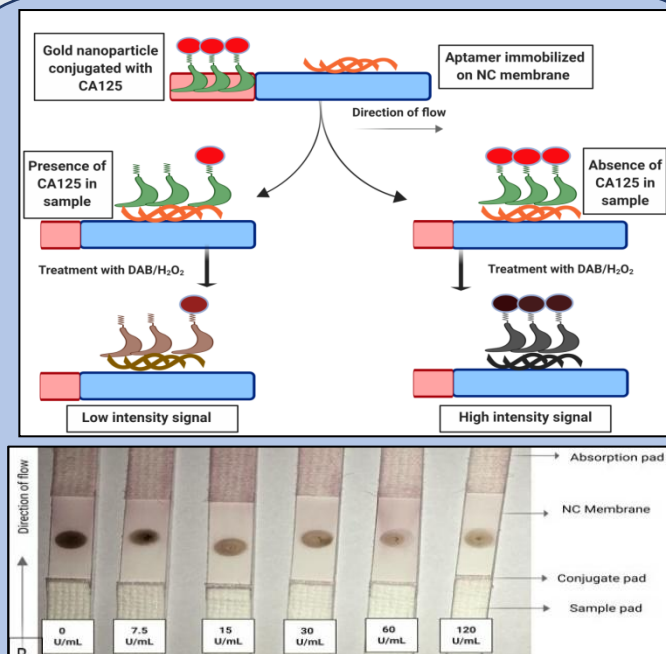 Gold nanoparticle
conjugated with
CA125
Aptamer immobilized
on NC membrane
Direction of flow
Presence of
CA125 in
sample
Absence of
CA125 in
sample
Treatment with DAB/H₂O₂
Treatment with DAB/H₂O₂
Low intensity signal
High intensity signal
Direction of flow
Absorption pad
NC Membrane
Conjugate pad
Sample pad
0
U/mL
7.5
U/mL
15
U/mL
30
U/mL
60
U/mL
120
U/mL